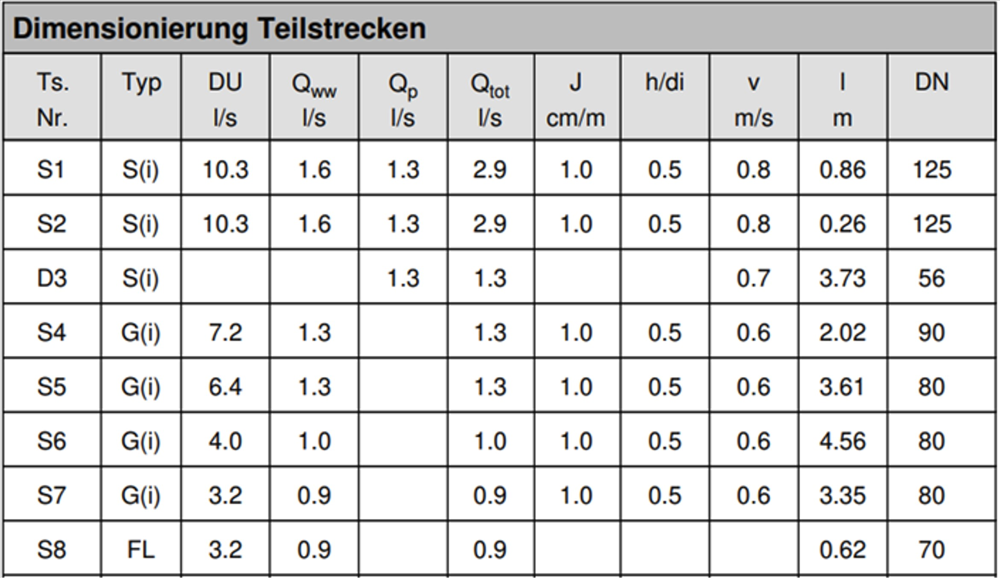 Dimensionierung Teilstrecken
Ts. Typ DU Qww Qp Qtot J h/di v l DN
Nr. l/s l/s l/s l/s cm/m m/s m
S1 S(i) 10.3 1.6 1.3 2.9 1.0 0.5 0.8 0.86 125
S2 S(i) 10.3 1.6 1.3 2.9 1.0 0.5 0.8 0.26 125
D3 S(i) 1.3 1.3 0.7 3.73 56
S4 G(i) 7.2 1.3 1.3 1.0 0.5 0.6 2.02 90
S5 G(i) 6.4 1.3 1.3 1.0 0.5 0.6 3.61 80
S6 G(i) 4.0 1.0 1.0 1.0 0.5 0.6 4.56 80
S7 G(i) 3.2 0.9 0.9 1.0 0.5 0.6 3.35 80
S8 FL 3.2 0.9 0.9 0.62 70